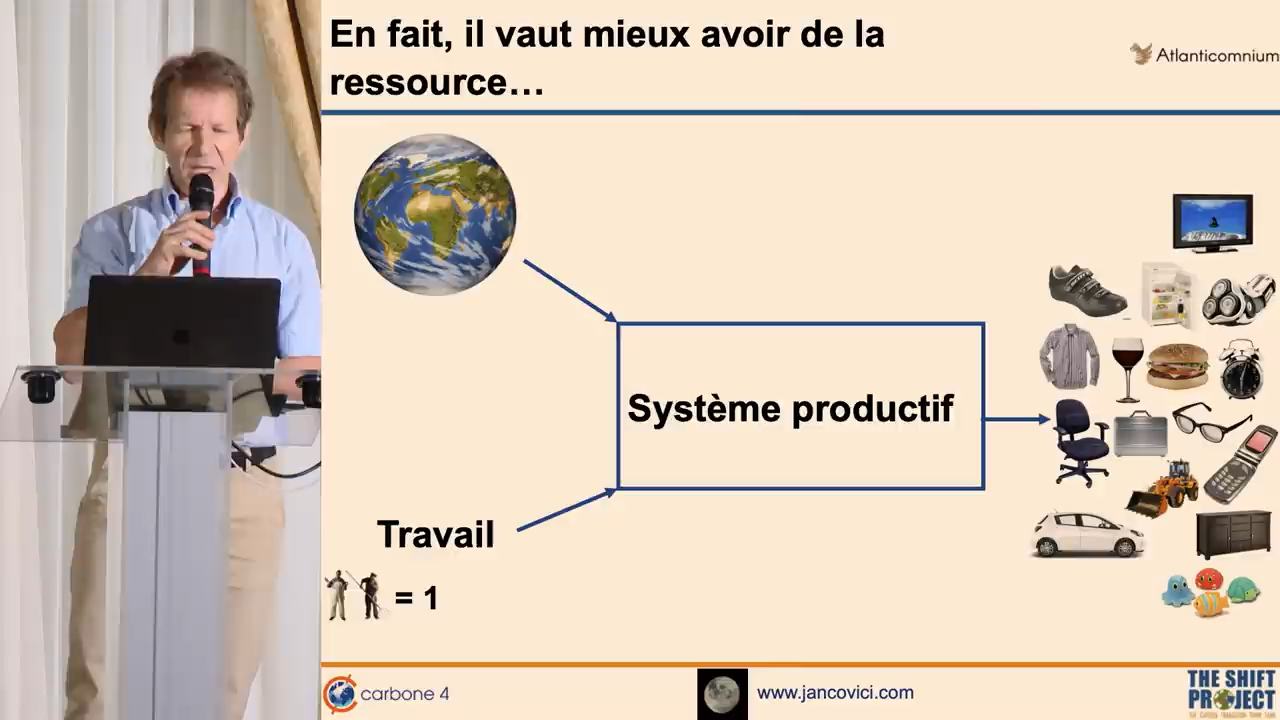 En fait, il vaut mieux avoir de la
ressource…
Atlanticomnium
Système productif
Travail
= 1
carbone 4
www.jancovici.com
THE SHIFT
PROJECT